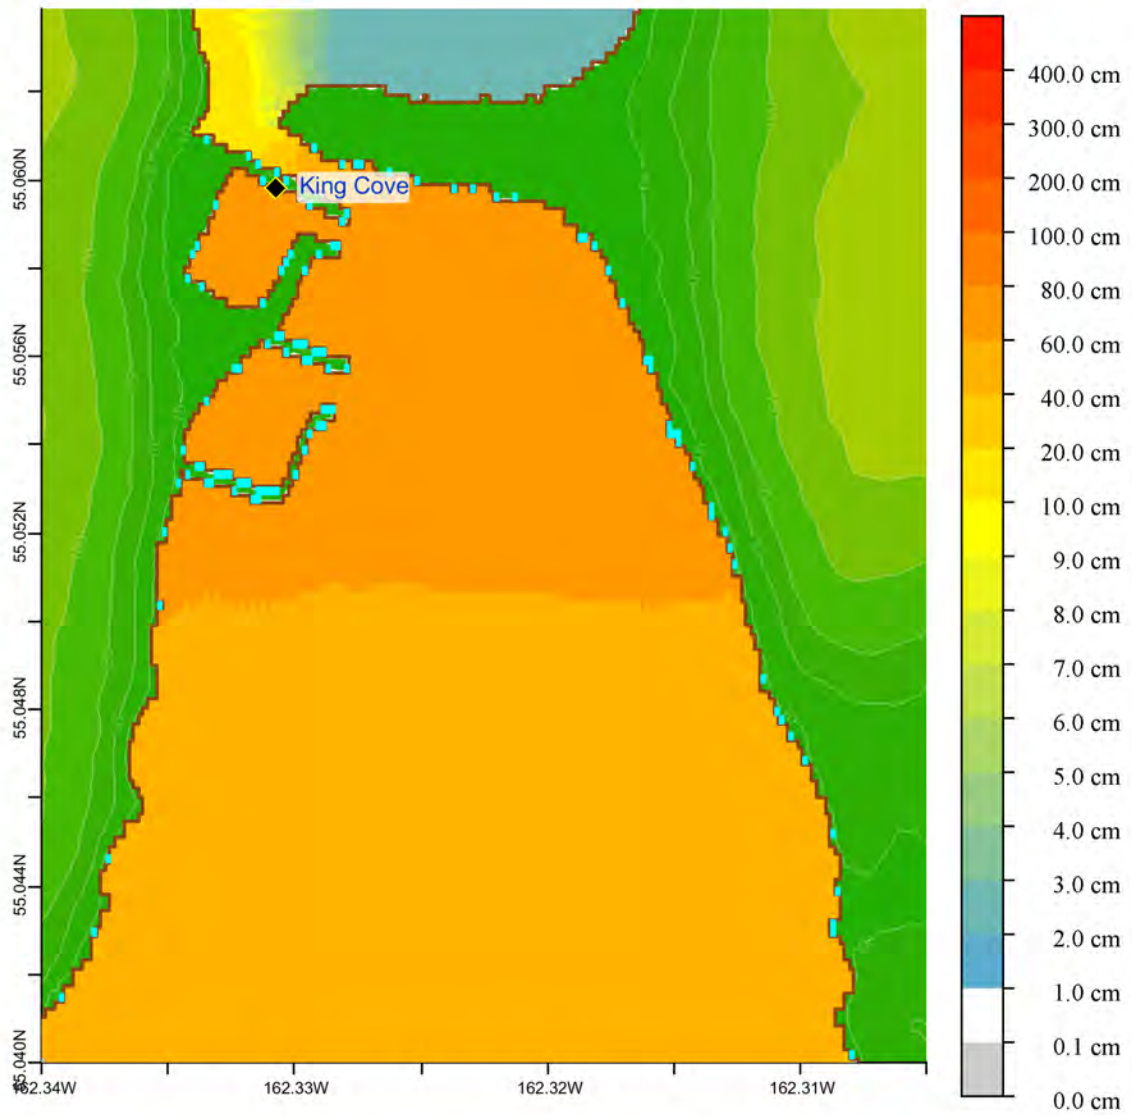 400.0 cm
300.0 cm
55.060N
King Cove
200.0 cm
100.0 cm
80.0 cm
55.056N
60.0 cm
40.0 cm
20.0 cm
55.052N
10.0 cm
9.0 cm
8.0 cm
7.0 cm
55.048N
6.0 cm
5.0 cm
4.0 cm
55.044N
3.0 cm
2.0 cm
1.0 cm
55.040N
0.1 cm
162.34W
162.33W
162.32W
162.31W
0.0 cm